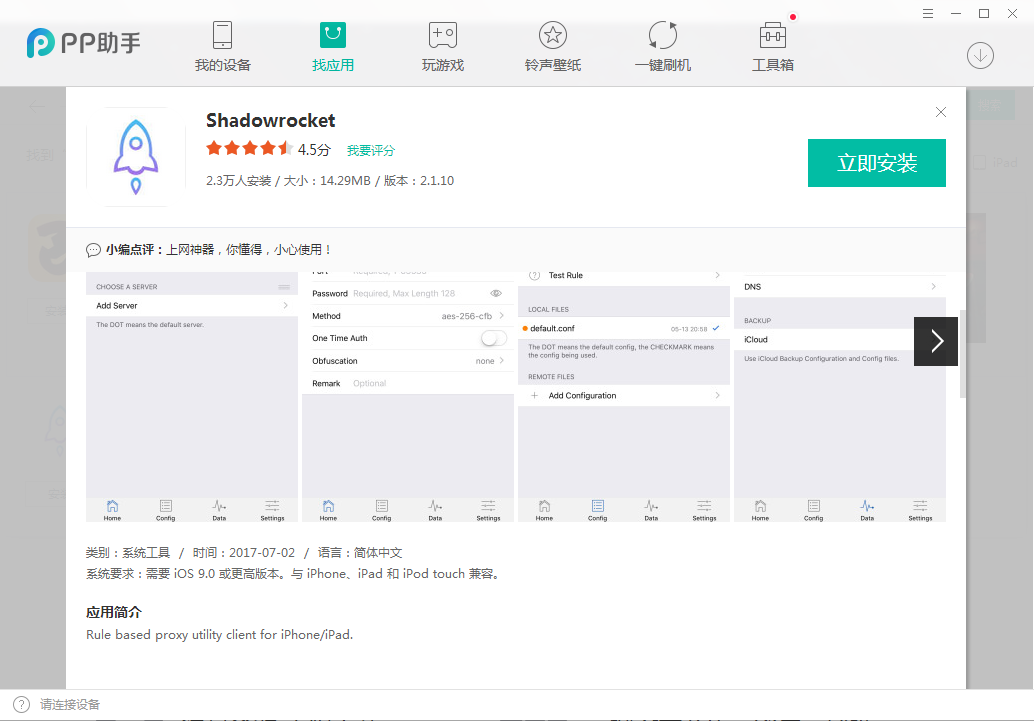 PP助手
我的设备
找应用
玩游戏
铃声壁纸
一键刷机
工具箱
找到
iPad
Shadowrocket
4.5分 我要评分
2.3万人安装 / 大小：14.29MB / 版本：2.1.10
立即安装
小编点评：上网神器，你懂得，小心使用！
CHOOSE A SERVER
Add Server
The DOT means the default server.
Password Required, Max Length 128
Method aes-256-cfb
One Time Auth
Obfuscation none
Remark Optional
Test Rule
LOCAL FILES
default.conf 05-13 20:58
The DOT means the default config, the CHECKMARK means
the config being used.
REMOTE FILES
Add Configuration
DNS
BACKUP
iCloud
Use iCloud Backup Configuration and Config files.
Home Config Data Settings
Home Config Data Settings
Home Config Data Settings
Home Config Data Settings
类别：系统工具 / 时间：2017-07-02 / 语言：简体中文
系统要求：需要 iOS 9.0 或更高版本。与 iPhone、iPad 和 iPod touch 兼容。
应用简介
Rule based proxy utility client for iPhone/iPad.
请连接设备